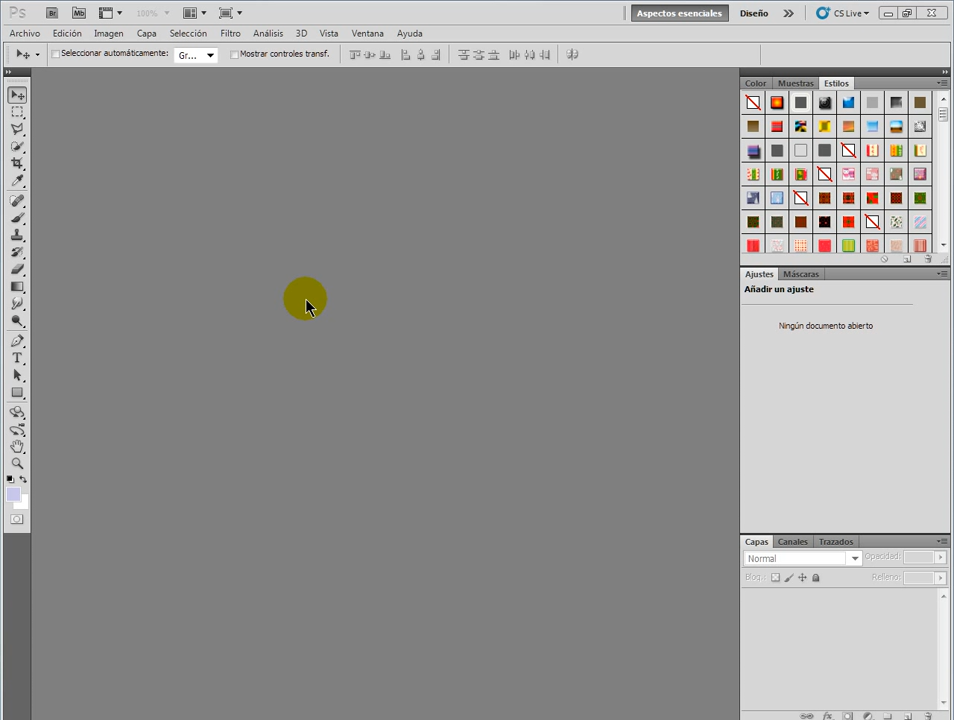 Ps Br Mb 100% Aspectos esenciales Diseño CS Live
Archivo Edición Imagen Capa Selección Filtro Análisis 3D Vista Ventana Ayuda
Seleccionar automáticamente: Gr... Mostrar controles transf.
Color Muestras Estilos
T
Ajustes Máscaras
Añadir un ajuste
Ningún documento abierto
Capas Canales Trazados
Normal Opacidad:
Bloq.: Relleno: